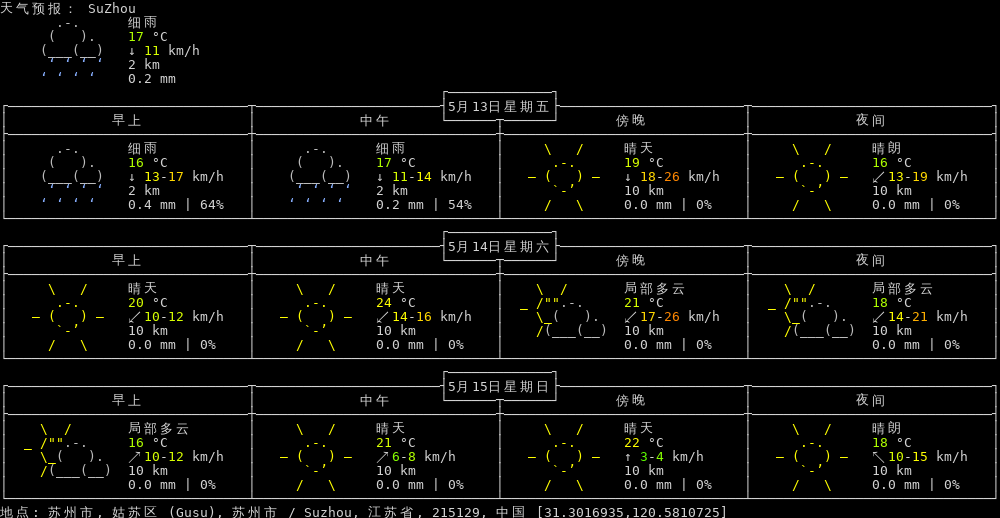 天气预报： SuZhou
细雨
17 °C
↓ 11 km/h
2 km
0.2 mm
5月13日星期五
早上 中午 傍晚 夜间
细雨 细雨 晴天 晴朗
16 °C 17 °C 19 °C 16 °C
↓ 13-17 km/h ↓ 11-14 km/h ↓ 18-26 km/h ↙ 13-19 km/h
2 km 2 km 10 km 10 km
0.4 mm | 64% 0.2 mm | 54% 0.0 mm | 0% 0.0 mm | 0%
5月14日星期六
早上 中午 傍晚 夜间
晴天 晴天 局部多云 局部多云
20 °C 24 °C 21 °C 18 °C
↙ 10-12 km/h ↙ 14-16 km/h ↙ 17-26 km/h ↙ 14-21 km/h
10 km 10 km 10 km 10 km
0.0 mm | 0% 0.0 mm | 0% 0.0 mm | 0% 0.0 mm | 0%
5月15日星期日
早上 中午 傍晚 夜间
局部多云 晴天 晴天 晴朗
16 °C 21 °C 22 °C 18 °C
↗ 10-12 km/h ↗ 6-8 km/h ↑ 3-4 km/h ↖ 10-15 km/h
10 km 10 km 10 km 10 km
0.0 mm | 0% 0.0 mm | 0% 0.0 mm | 0% 0.0 mm | 0%
地点: 苏州市, 姑苏区 (Gusu), 苏州市 / Suzhou, 江苏省, 215129, 中国 [31.3016935,120.5810725]